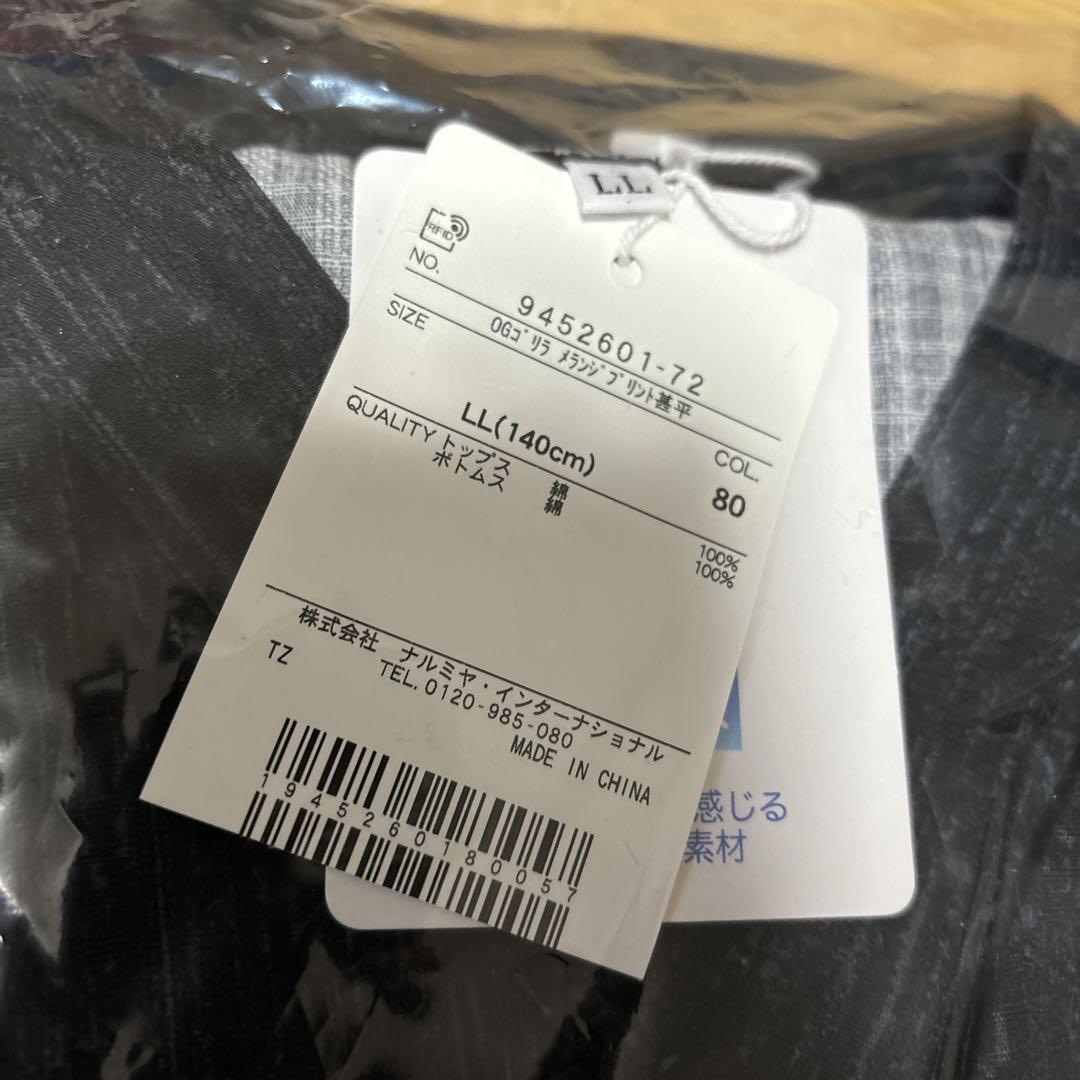 LL
RFID
NO.
9452601-72
OGゴリラ メランジプリント甚平
SIZE
COL.
LL(140cm)
80
QUALITY トップス 綿 100%
ボトムス 綿 100%
株式会社 ナルミヤ・インターナショナル
TZ
TEL.0120-985-080
MADE IN CHINA
1945260180057
感じる
素材